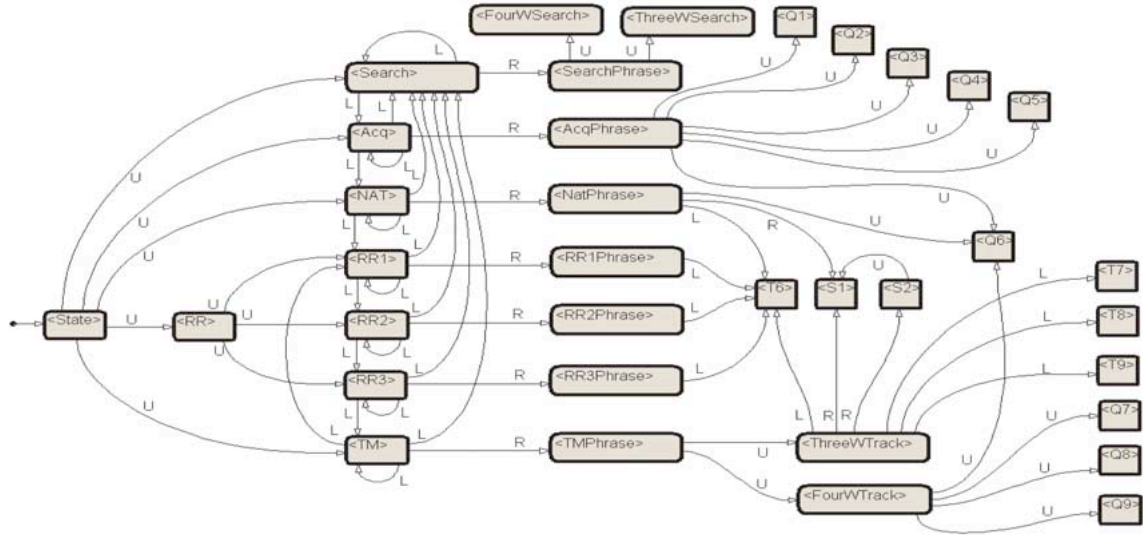 <FourWSearch>
<ThreeWSearch>
<Q1>
<Q2>
<Q3>
<Q4>
<Q5>
U
U
U
U
U
U
U
L
<Search>
R
<SearchPhrase>
L
L
<Acq>
R
<AcqPhrase>
L
L
U
U
U
<NAT>
R
<NatPhrase>
L
L
U
U
L
R
U
<Q6>
<RR1>
R
<RR1Phrase>
L
L
L
<T6>
<S1>
U
<S2>
L
<T7>
<State>
U
<RR>
U
U
U
<RR2>
R
<RR2Phrase>
L
L
L
L
<T8>
<RR3>
R
<RR3Phrase>
L
L
L
L
<T9>
U
L
L
<TM>
R
<TMPhrase>
L
U
L
R
R
<ThreeWTrack>
U
<Q7>
U
<FourWTrack>
U
U
<Q8>
U
<Q9>